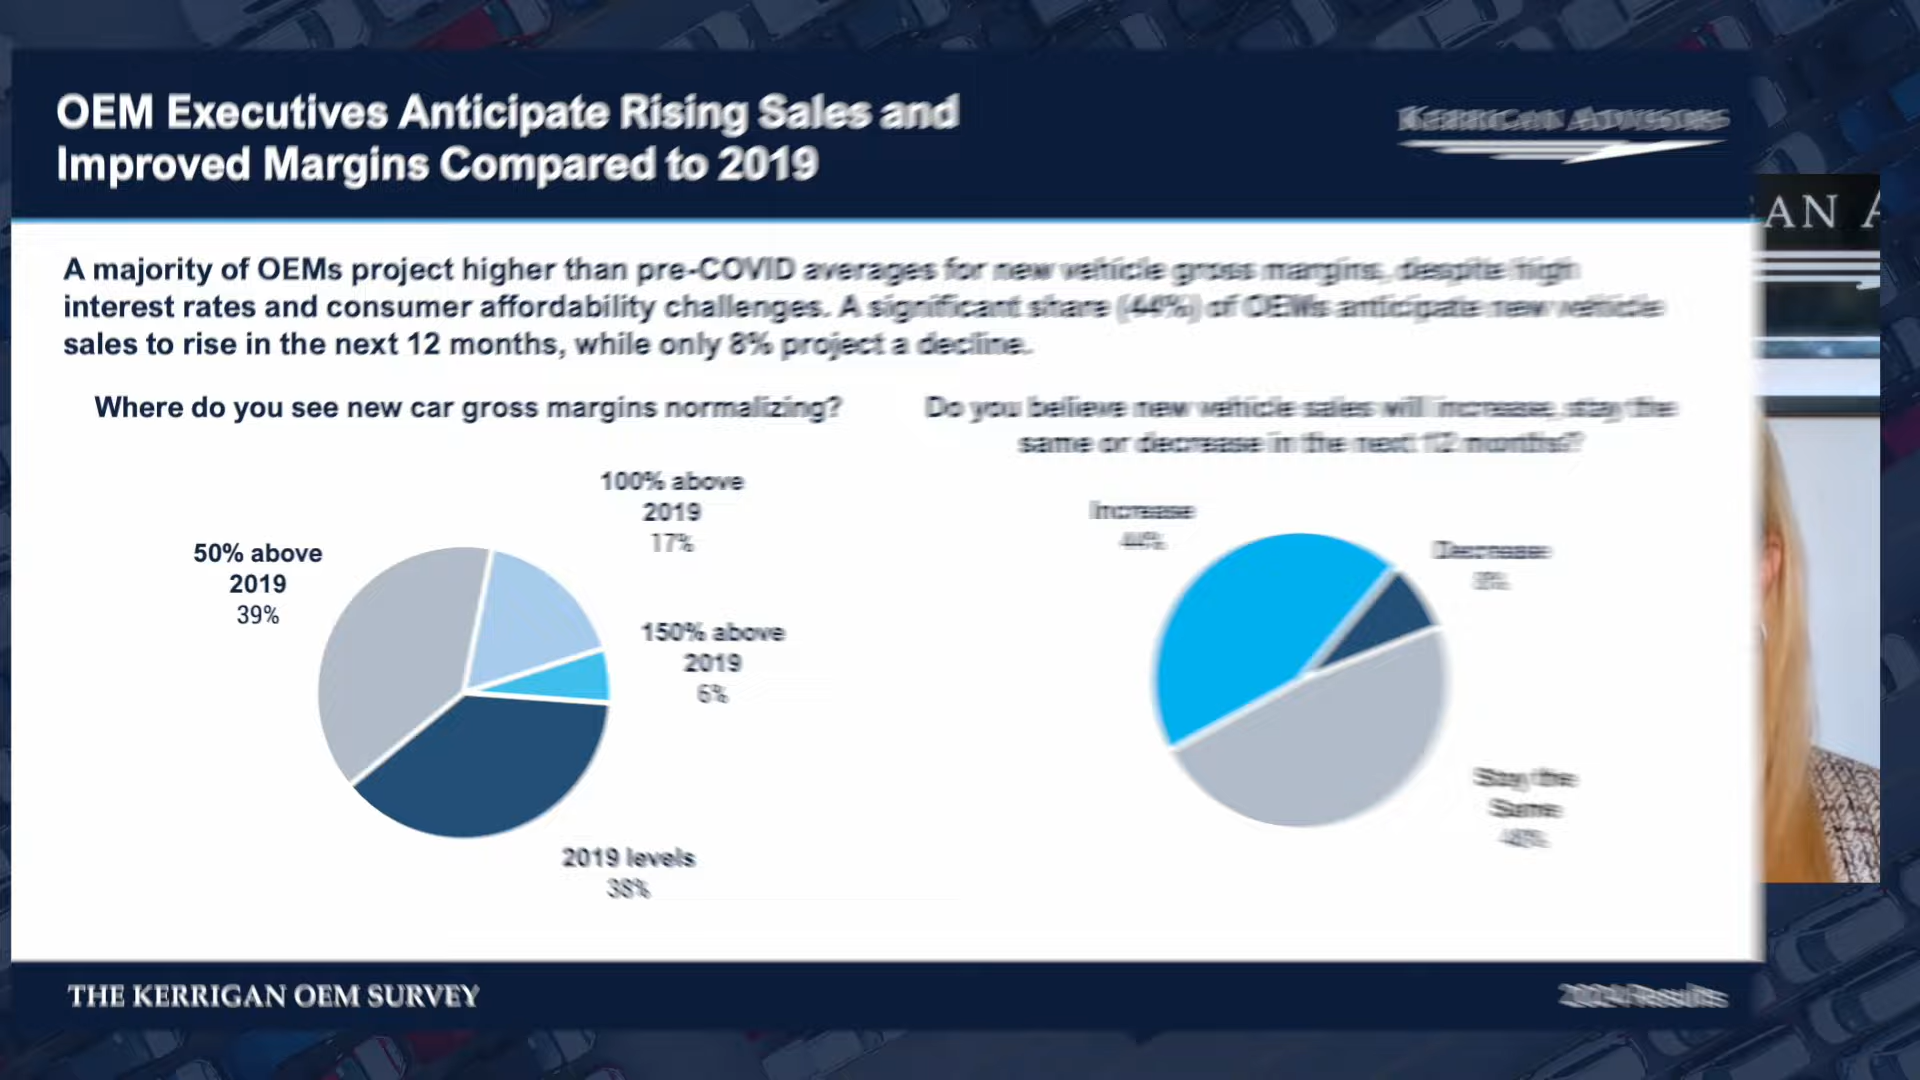 OEM Executives Anticipate Rising Sales and
Improved Margins Compared to 2019
KERRIGAN ADVISORS
AN A
A majority of OEMs project higher than pre-COVID averages for new vehicle gross margins, despite high
interest rates and consumer affordability challenges. A significant share (44%) of OEMs anticipate new vehicle
sales to rise in the next 12 months, while only 8% project a decline.
Where do you see new car gross margins normalizing?
Do you believe new vehicle sales will increase, stay the
same or decrease in the next 12 months?
100% above
2019
17%
50% above
2019
39%
150% above
2019
6%
2019 levels
38%
Increase
44%
Decrease
8%
Stay the
Same
48%
THE KERRIGAN OEM SURVEY
2024 Results